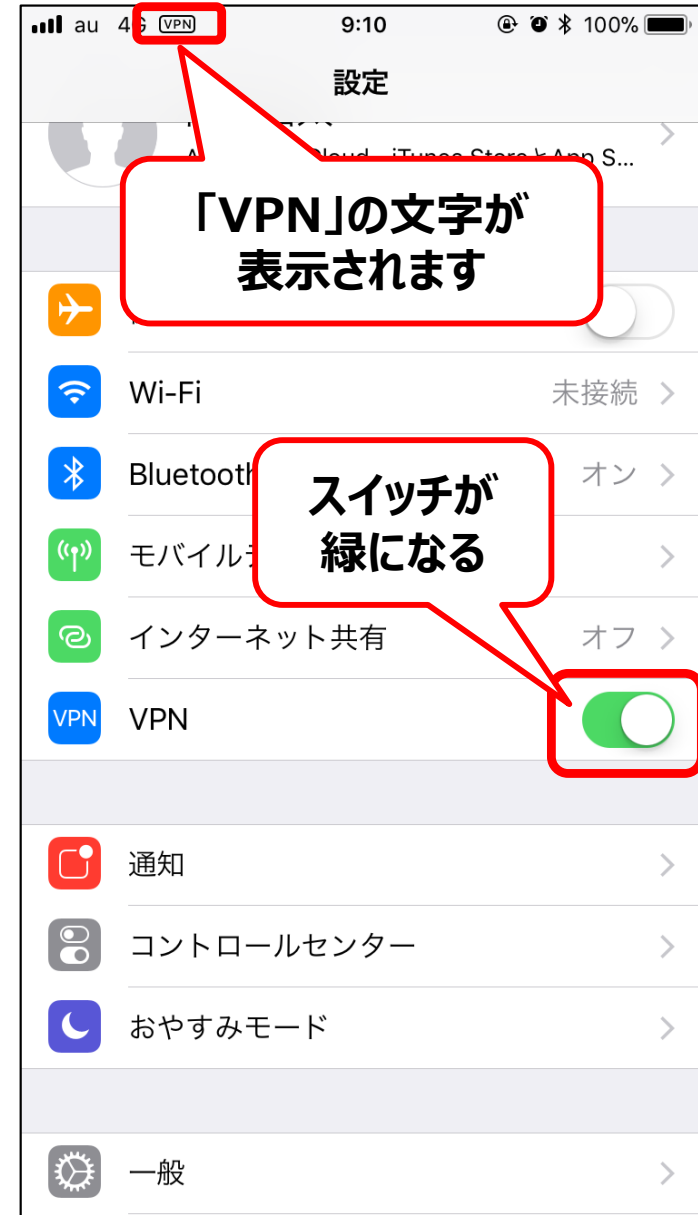 au 4G VPN 9:10 100%
設定
「VPN」の文字が
表示されます
Wi-Fi 未接続
Bluetooth オン
スイッチが
緑になる
モバイル
インターネット共有 オフ
VPN VPN
通知
コントロールセンター
おやすみモード
一般